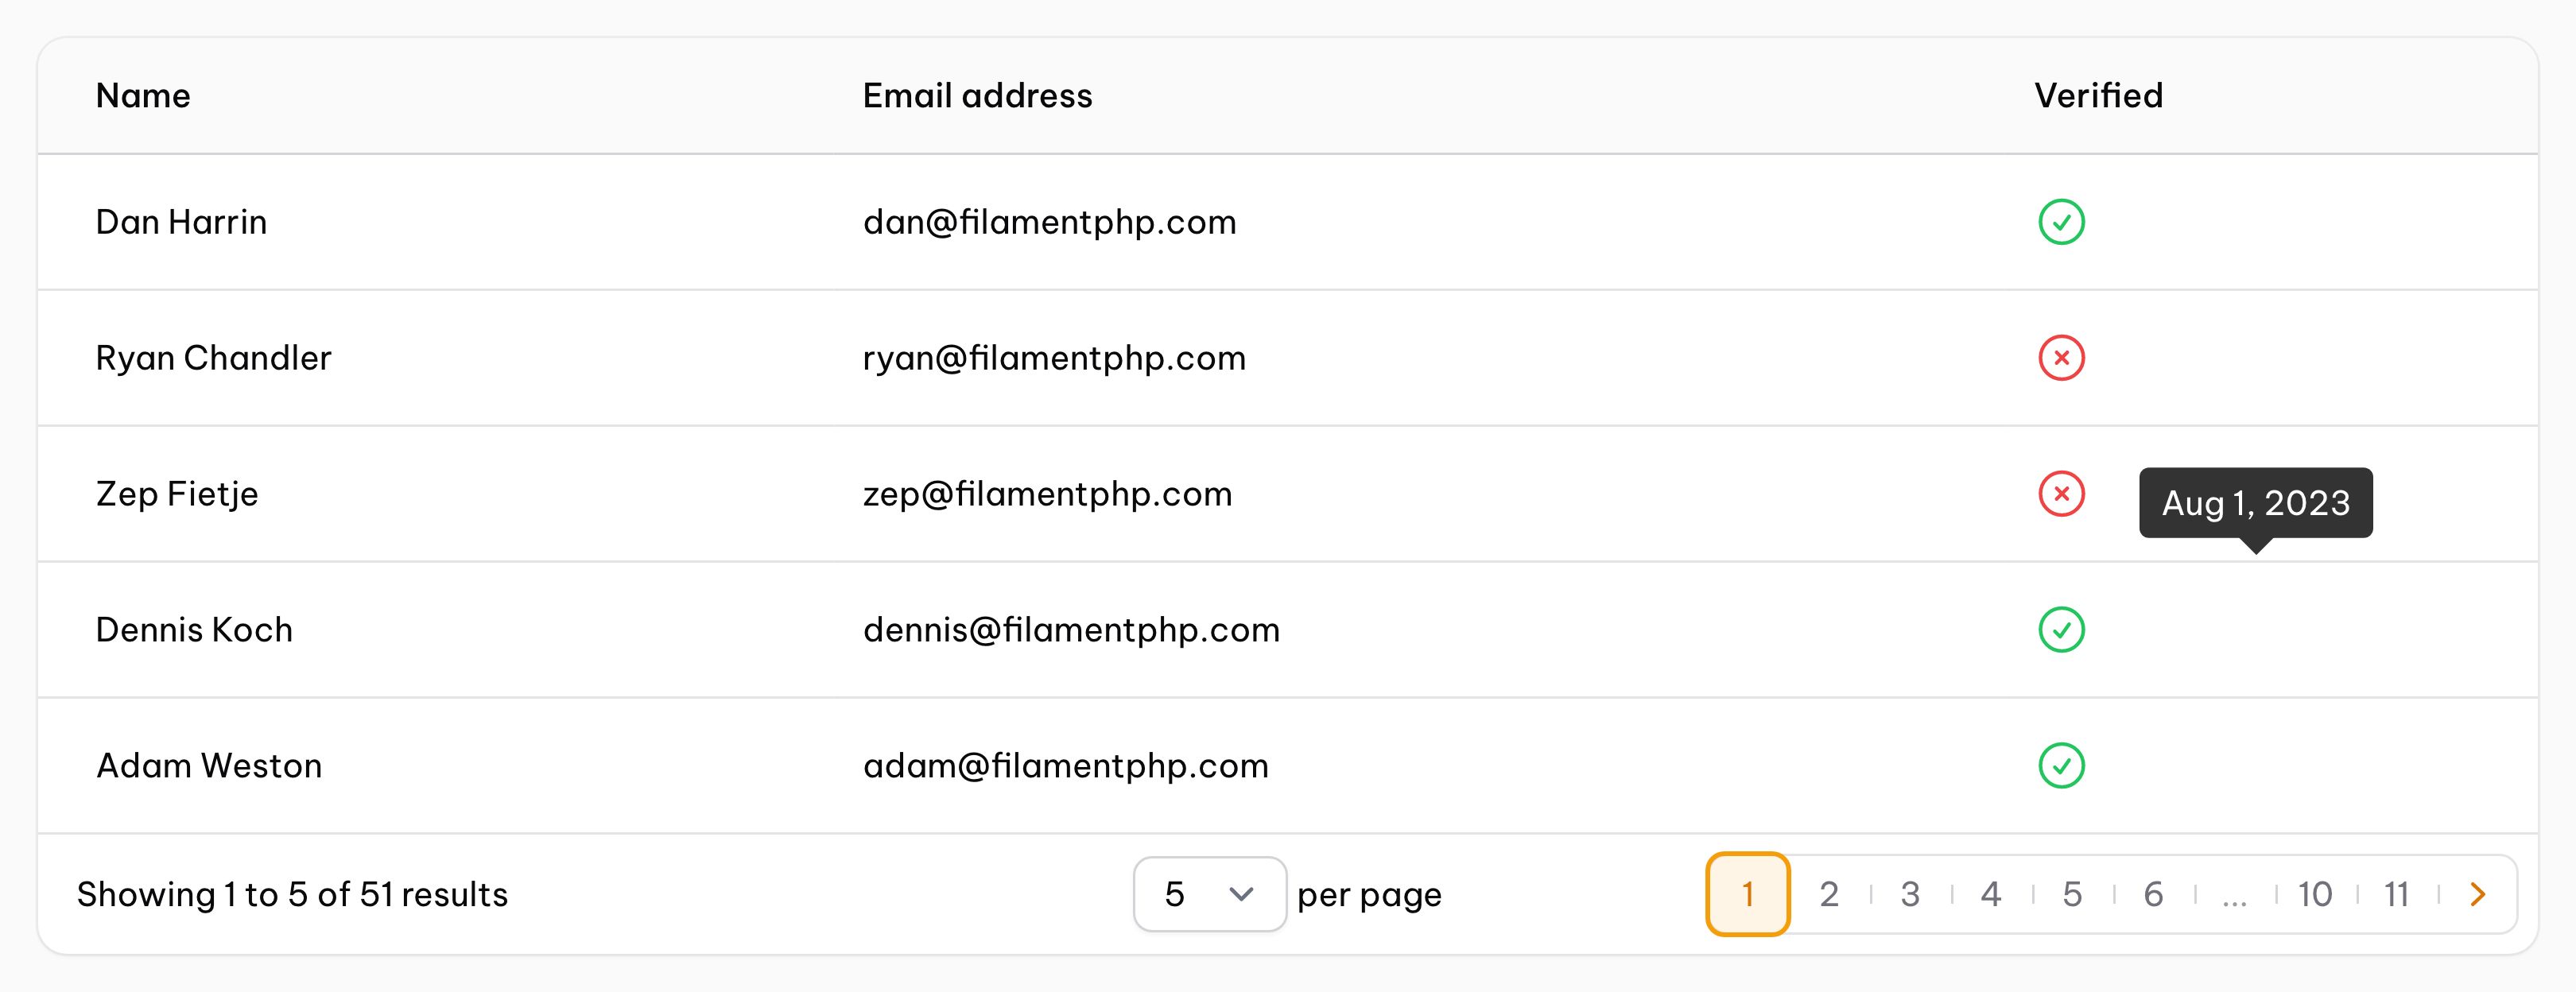 Name Email address Verified
Dan Harrin dan@filamentphp.com
Ryan Chandler ryan@filamentphp.com
Zep Fietje zep@filamentphp.com Aug 1, 2023
Dennis Koch dennis@filamentphp.com
Adam Weston adam@filamentphp.com
Showing 1 to 5 of 51 results 5 per page 1 2 3 4 5 6 ... 10 11